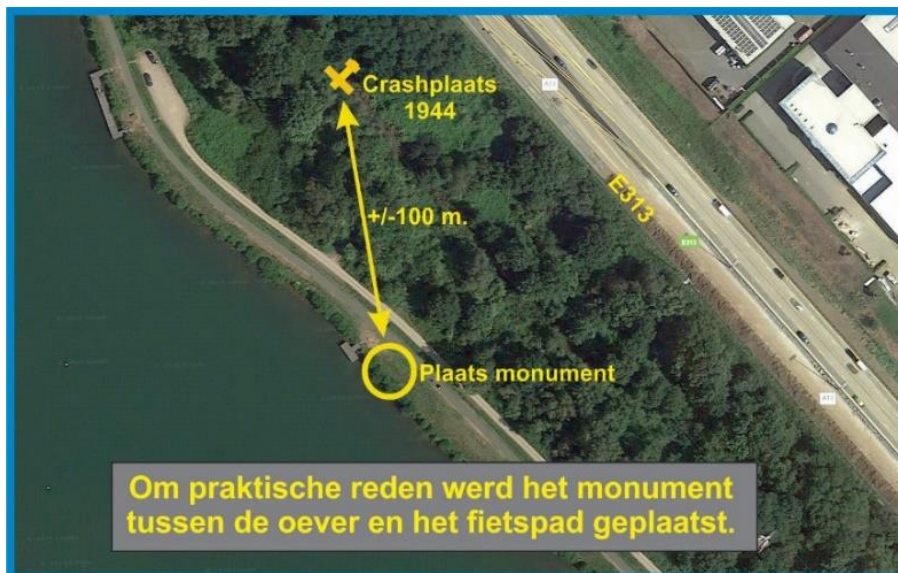 Crashplaats
1944
+/-100 m.
E313
Plaats monument
Om praktische reden werd het monument
tussen de oever en het fietspad geplaatst.